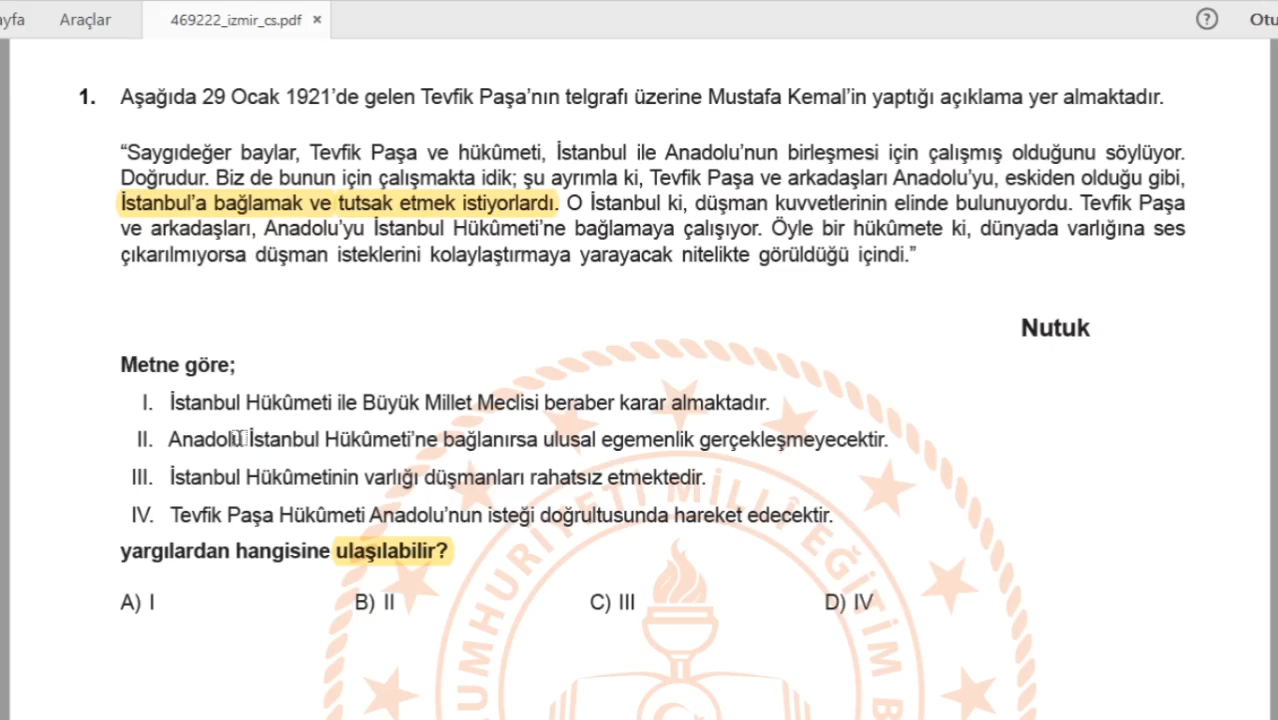 ayfa Araçlar 469222_izmir_cs.pdf × ? Otu
1. Aşağıda 29 Ocak 1921’de gelen Tevfik Paşa’nın telgrafı üzerine Mustafa Kemal’in yaptığı açıklama yer almaktadır.
“Saygıdeğer baylar, Tevfik Paşa ve hükûmeti, İstanbul ile Anadolu’nun birleşmesi için çalışmış olduğunu söylüyor.
Doğrudur. Biz de bunun için çalışmakta idik; şu ayrımla ki, Tevfik Paşa ve arkadaşları Anadolu’yu, eskiden olduğu gibi,
İstanbul’a bağlamak ve tutsak etmek istiyorlardı. O İstanbul ki, düşman kuvvetlerinin elinde bulunuyordu. Tevfik Paşa
ve arkadaşları, Anadolu’yu İstanbul Hükûmeti’ne bağlamaya çalışıyor. Öyle bir hükûmete ki, dünyada varlığına ses
çıkarılmıyorsa düşman isteklerini kolaylaştırmaya yarayacak nitelikte görüldüğü içindi.”
Nutuk
Metne göre;
I. İstanbul Hükûmeti ile Büyük Millet Meclisi beraber karar almaktadır.
II. Anadolu İstanbul Hükûmeti’ne bağlanırsa ulusal egemenlik gerçekleşmeyecektir.
III. İstanbul Hükûmetinin varlığı düşmanları rahatsız etmektedir.
IV. Tevfik Paşa Hükûmeti Anadolu’nun isteği doğrultusunda hareket edecektir.
yargılardan hangisine ulaşılabilir?
A) I B) II C) III D) IV
UMHURİYETİ MİLLÎ EĞİTİM B